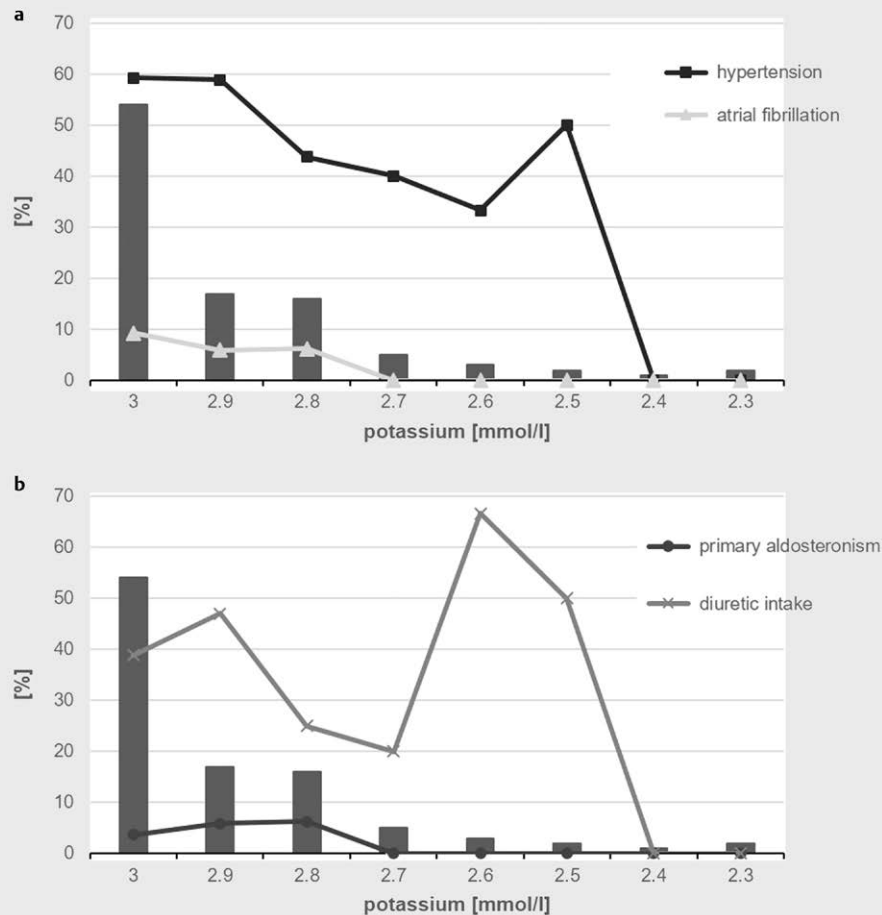 a
70
60
50
40
30
20
10
0
[%]
hypertension
atrial fibrillation
3 2.9 2.8 2.7 2.6 2.5 2.4 2.3
potassium [mmol/l]
b
70
60
50
40
30
20
10
0
[%]
primary aldosteronism
diuretic intake
3 2.9 2.8 2.7 2.6 2.5 2.4 2.3
potassium [mmol/l]